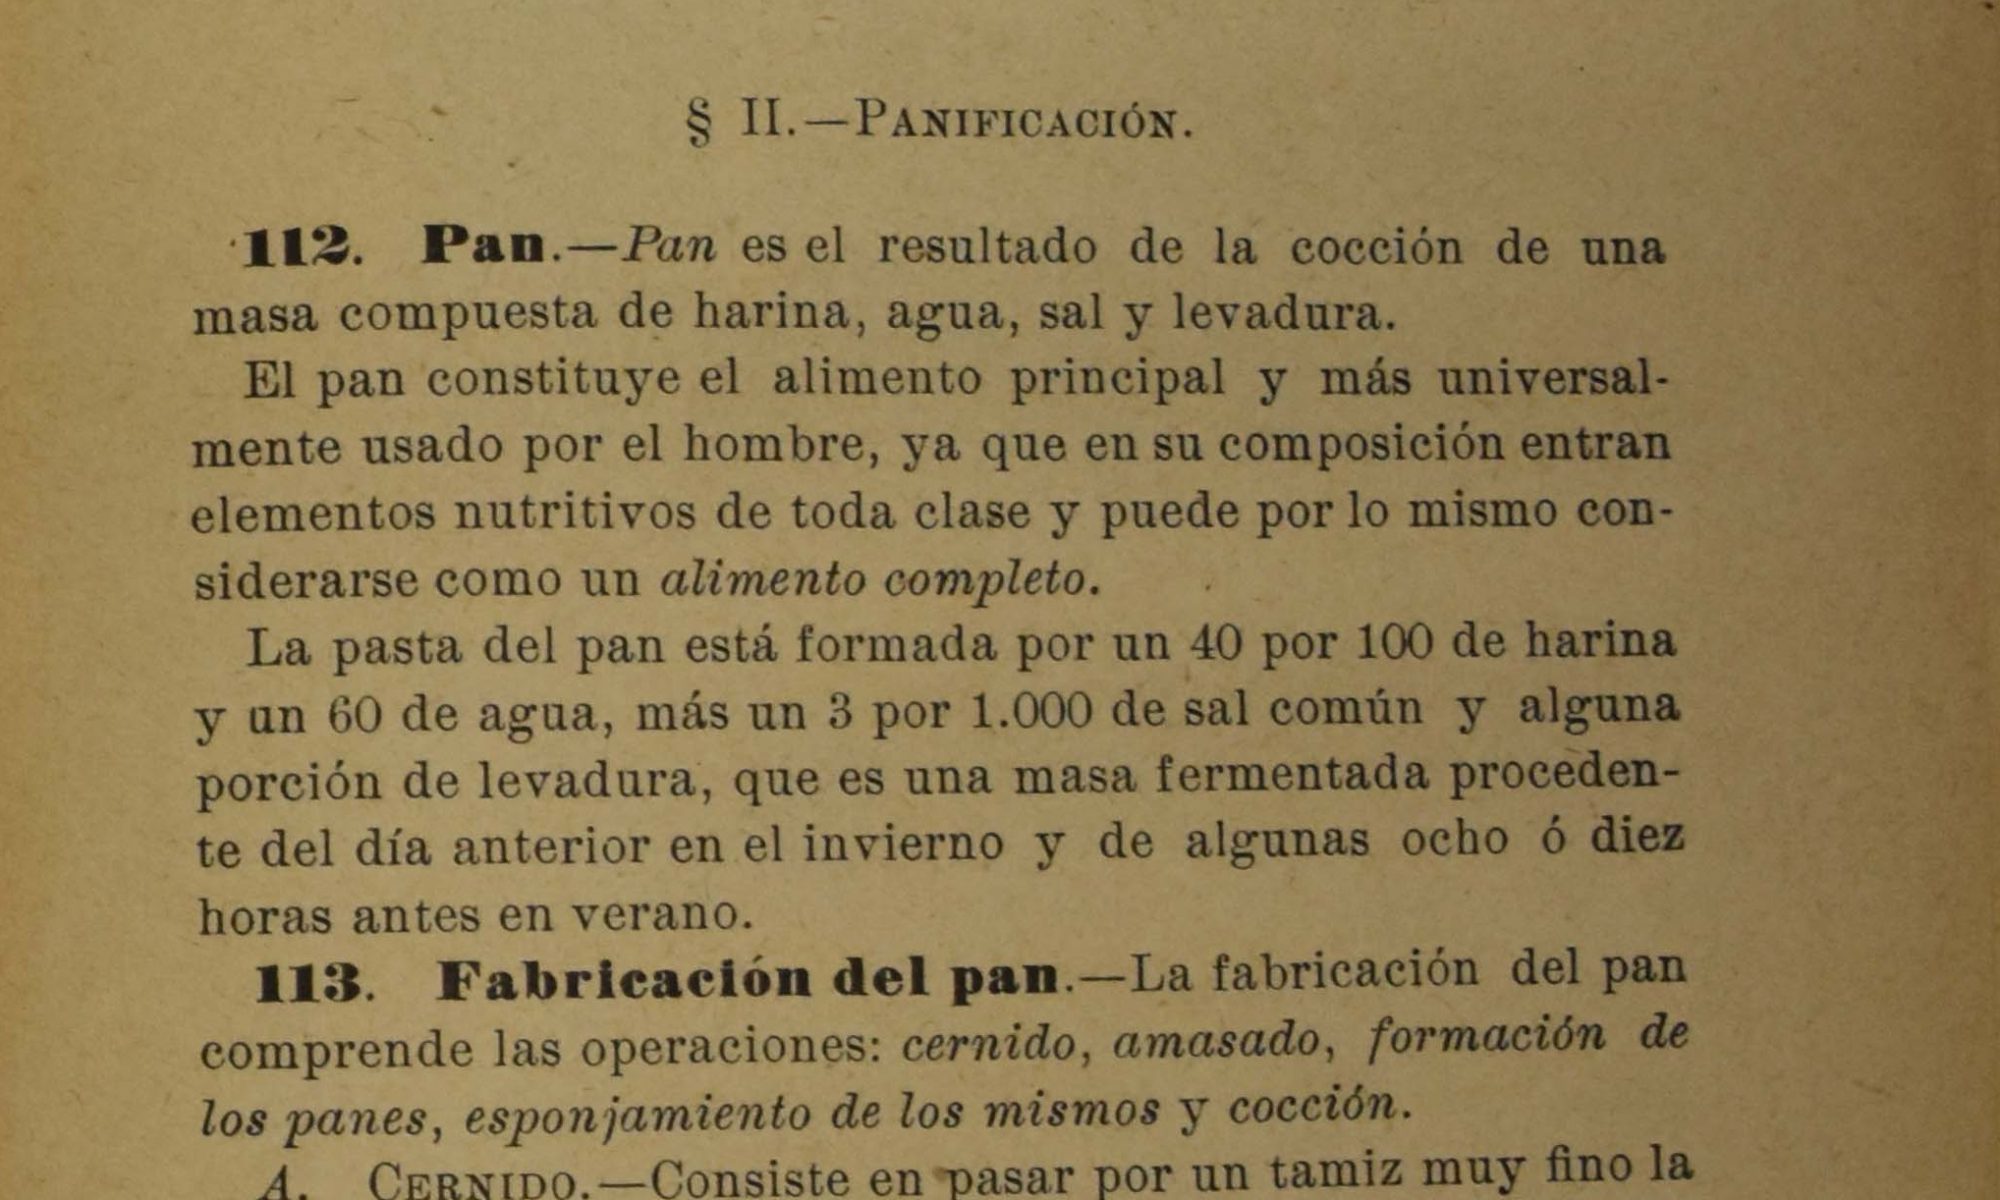 § II.—Panificación.
112. Pan.—Pan es el resultado de la cocción de una
masa compuesta de harina, agua, sal y levadura.
El pan constituye el alimento principal y más universal-
mente usado por el hombre, ya que en su composición entran
elementos nutritivos de toda clase y puede por lo mismo con-
siderarse como un alimento completo.
La pasta del pan está formada por un 40 por 100 de harina
y un 60 de agua, más un 3 por 1.000 de sal común y alguna
porción de levadura, que es una masa fermentada proceden-
te del día anterior en el invierno y de algunas ocho ó diez
horas antes en verano.
113. Fabricación del pan.—La fabricación del pan
comprende las operaciones: cernido, amasado, formación de
los panes, esponjamiento de los mismos y cocción.
A. Cernido.—Consiste en pasar por un tamiz muy fino la